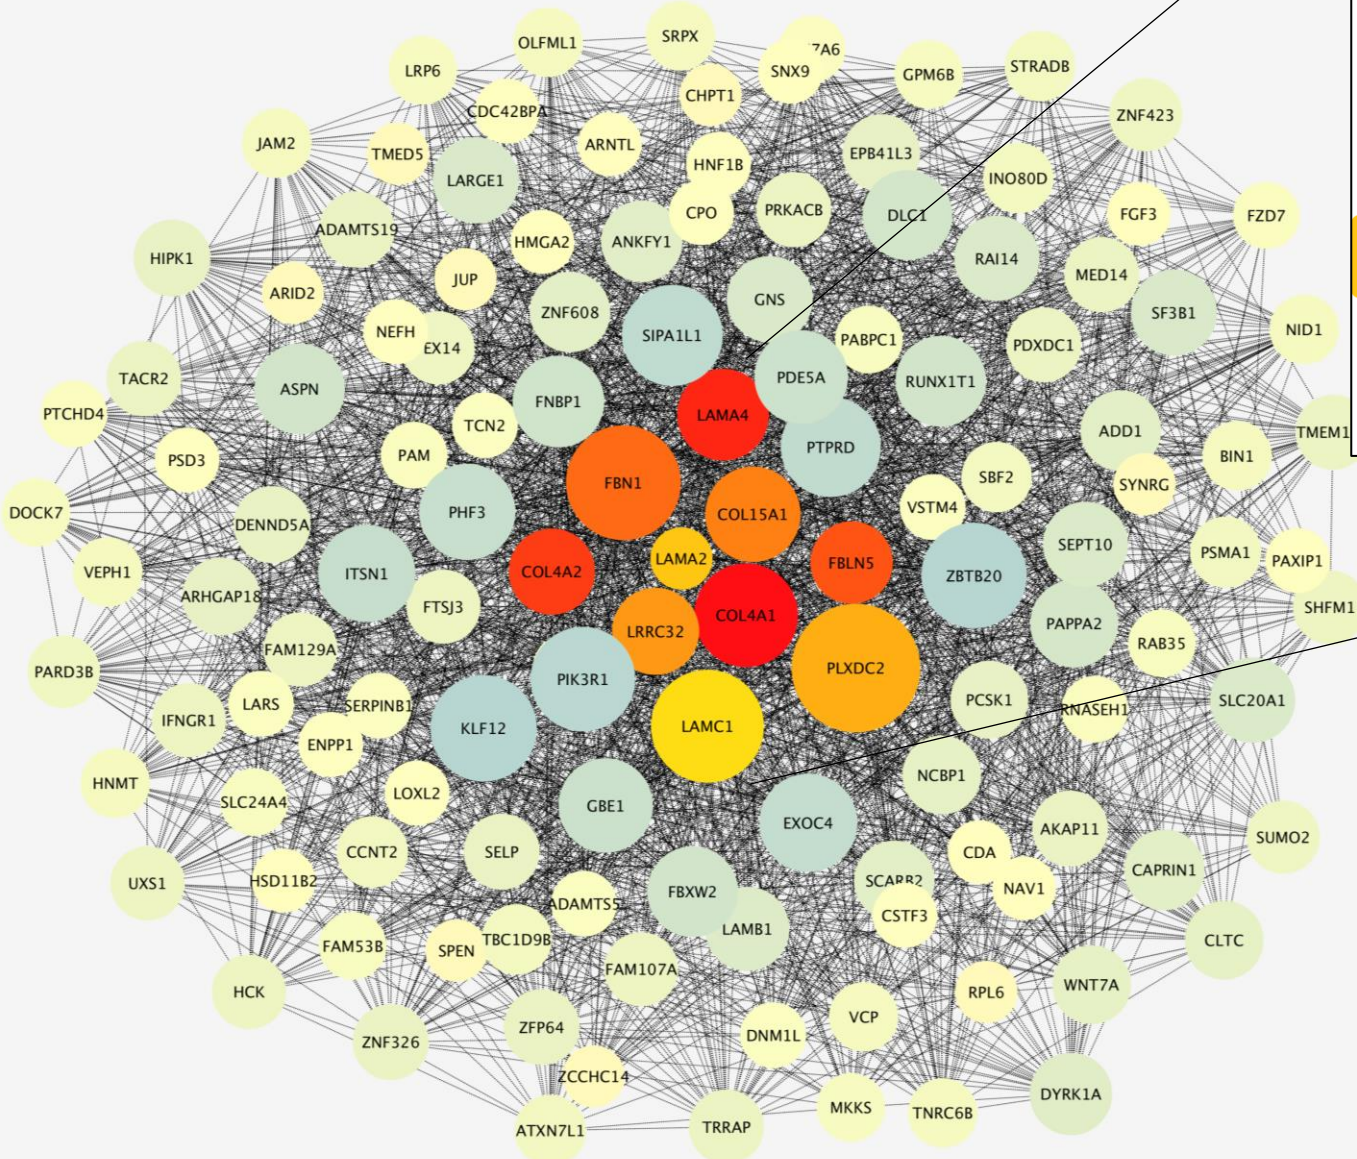 OLFML1
SRPX
7A6
SNX9
LRP6
GPM6B
STRADB
CHPT1
CDC42BPA
ZNF423
JAM2
ARNTL
TMED5
HNF1B
EPB41L3
INO80D
LARGE1
CPO
PRKACB
DLC1
FGF3
FZD7
ADAMTS19
HMGA2
ANKFY1
HIPK1
RAI14
MED14
JUP
ARID2
GNS
ZNF608
SF3B1
NEFH
SIPA1L1
NID1
EX14
PABPC1
PDXDC1
TACR2
PDE5A
RUNX1T1
ASPN
FNBP1
PTCHD4
LAMA4
TCN2
ADD1
TMEM1
PTPRD
PAM
BIN1
PSD3
SBF2
FBN1
SYNRG
VSTM4
DOCK7
PHF3
COL15A1
DENND5A
SEPT10
PSMA1
LAMA2
PAXIP1
FBLN5
VEPH1
ITSN1
COL4A2
ZBTB20
ARHGAP18
FTSJ3
SHFM1
COL4A1
PAPPA2
LRRC32
RAB35
FAM129A
PLXDC2
PARD3B
PIK3R1
PCSK1
SLC20A1
LARS
SERPINB1
RNASEH1
IFNGR1
LAMC1
KLF12
ENPP1
NCBP1
HNMT
LOXL2
SLC24A4
GBE1
EXOC4
AKAP11
SUMO2
CCNT2
SELP
CDA
CAPRIN1
HSD11B2
SCARB2
UXS1
NAV1
FBXW2
ADAMTS5
CSTF3
LAMB1
TBC1D9B
CLTC
FAM53B
SPEN
FAM107A
WNT7A
HCK
RPL6
VCP
ZFP64
DNM1L
ZNF326
ZCCHC14
DYRK1A
MKKS
TNRC6B
TRRAP
ATXN7L1